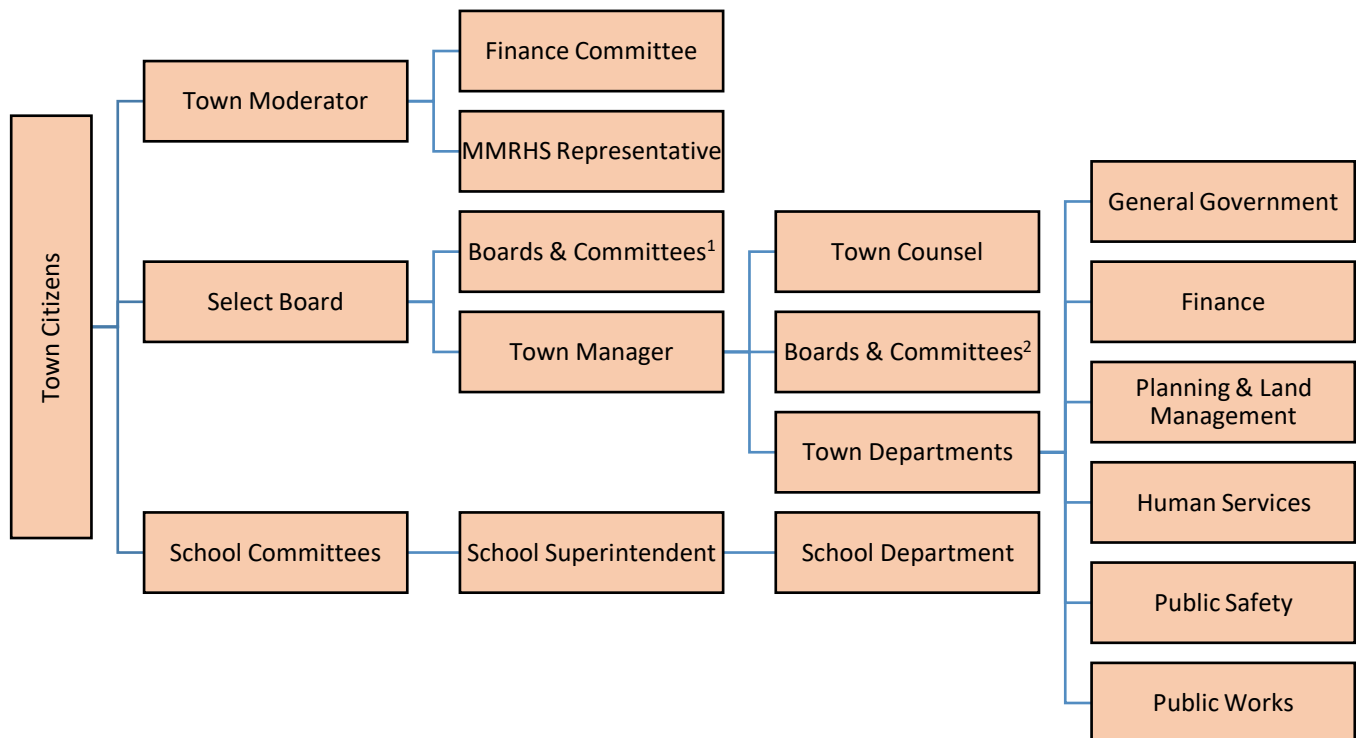 Town Citizens
Town Moderator
Finance Committee
MMRHS Representative
Select Board
Boards & Committees¹
Town Manager
Town Counsel
Boards & Committees²
Town Departments
General Government
Finance
Planning & Land
Management
Human Services
Public Safety
Public Works
School Committees
School Superintendent
School Department